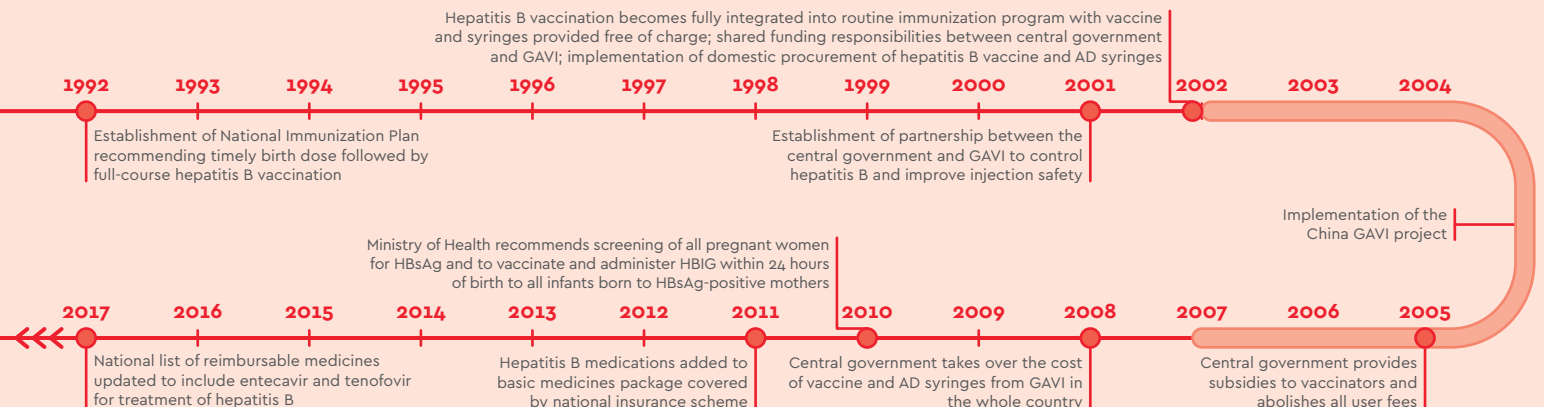 Hepatitis B vaccination becomes fully integrated into routine immunization program with vaccine
and syringes provided free of charge; shared funding responsibilities between central government
and GAVI; implementation of domestic procurement of hepatitis B vaccine and AD syringes
1992 1993 1994 1995 1996 1997 1998 1999 2000 2001 2002 2003 2004
Establishment of National Immunization Plan
recommending timely birth dose followed by
full-course hepatitis B vaccination
Establishment of partnership between the
central government and GAVI to control
hepatitis B and improve injection safety
Implementation of the
China GAVI project
Ministry of Health recommends screening of all pregnant women
for HBsAg and to vaccinate and administer HBIG within 24 hours
of birth to all infants born to HBsAg-positive mothers
2017 2016 2015 2014 2013 2012 2011 2010 2009 2008 2007 2006 2005
National list of reimbursable medicines
updated to include entecavir and tenofovir
for treatment of hepatitis B
Hepatitis B medications added to
basic medicines package covered
by national insurance scheme
Central government takes over the cost
of vaccine and AD syringes from GAVI in
the whole country
Central government provides
subsidies to vaccinators and
abolishes all user fees